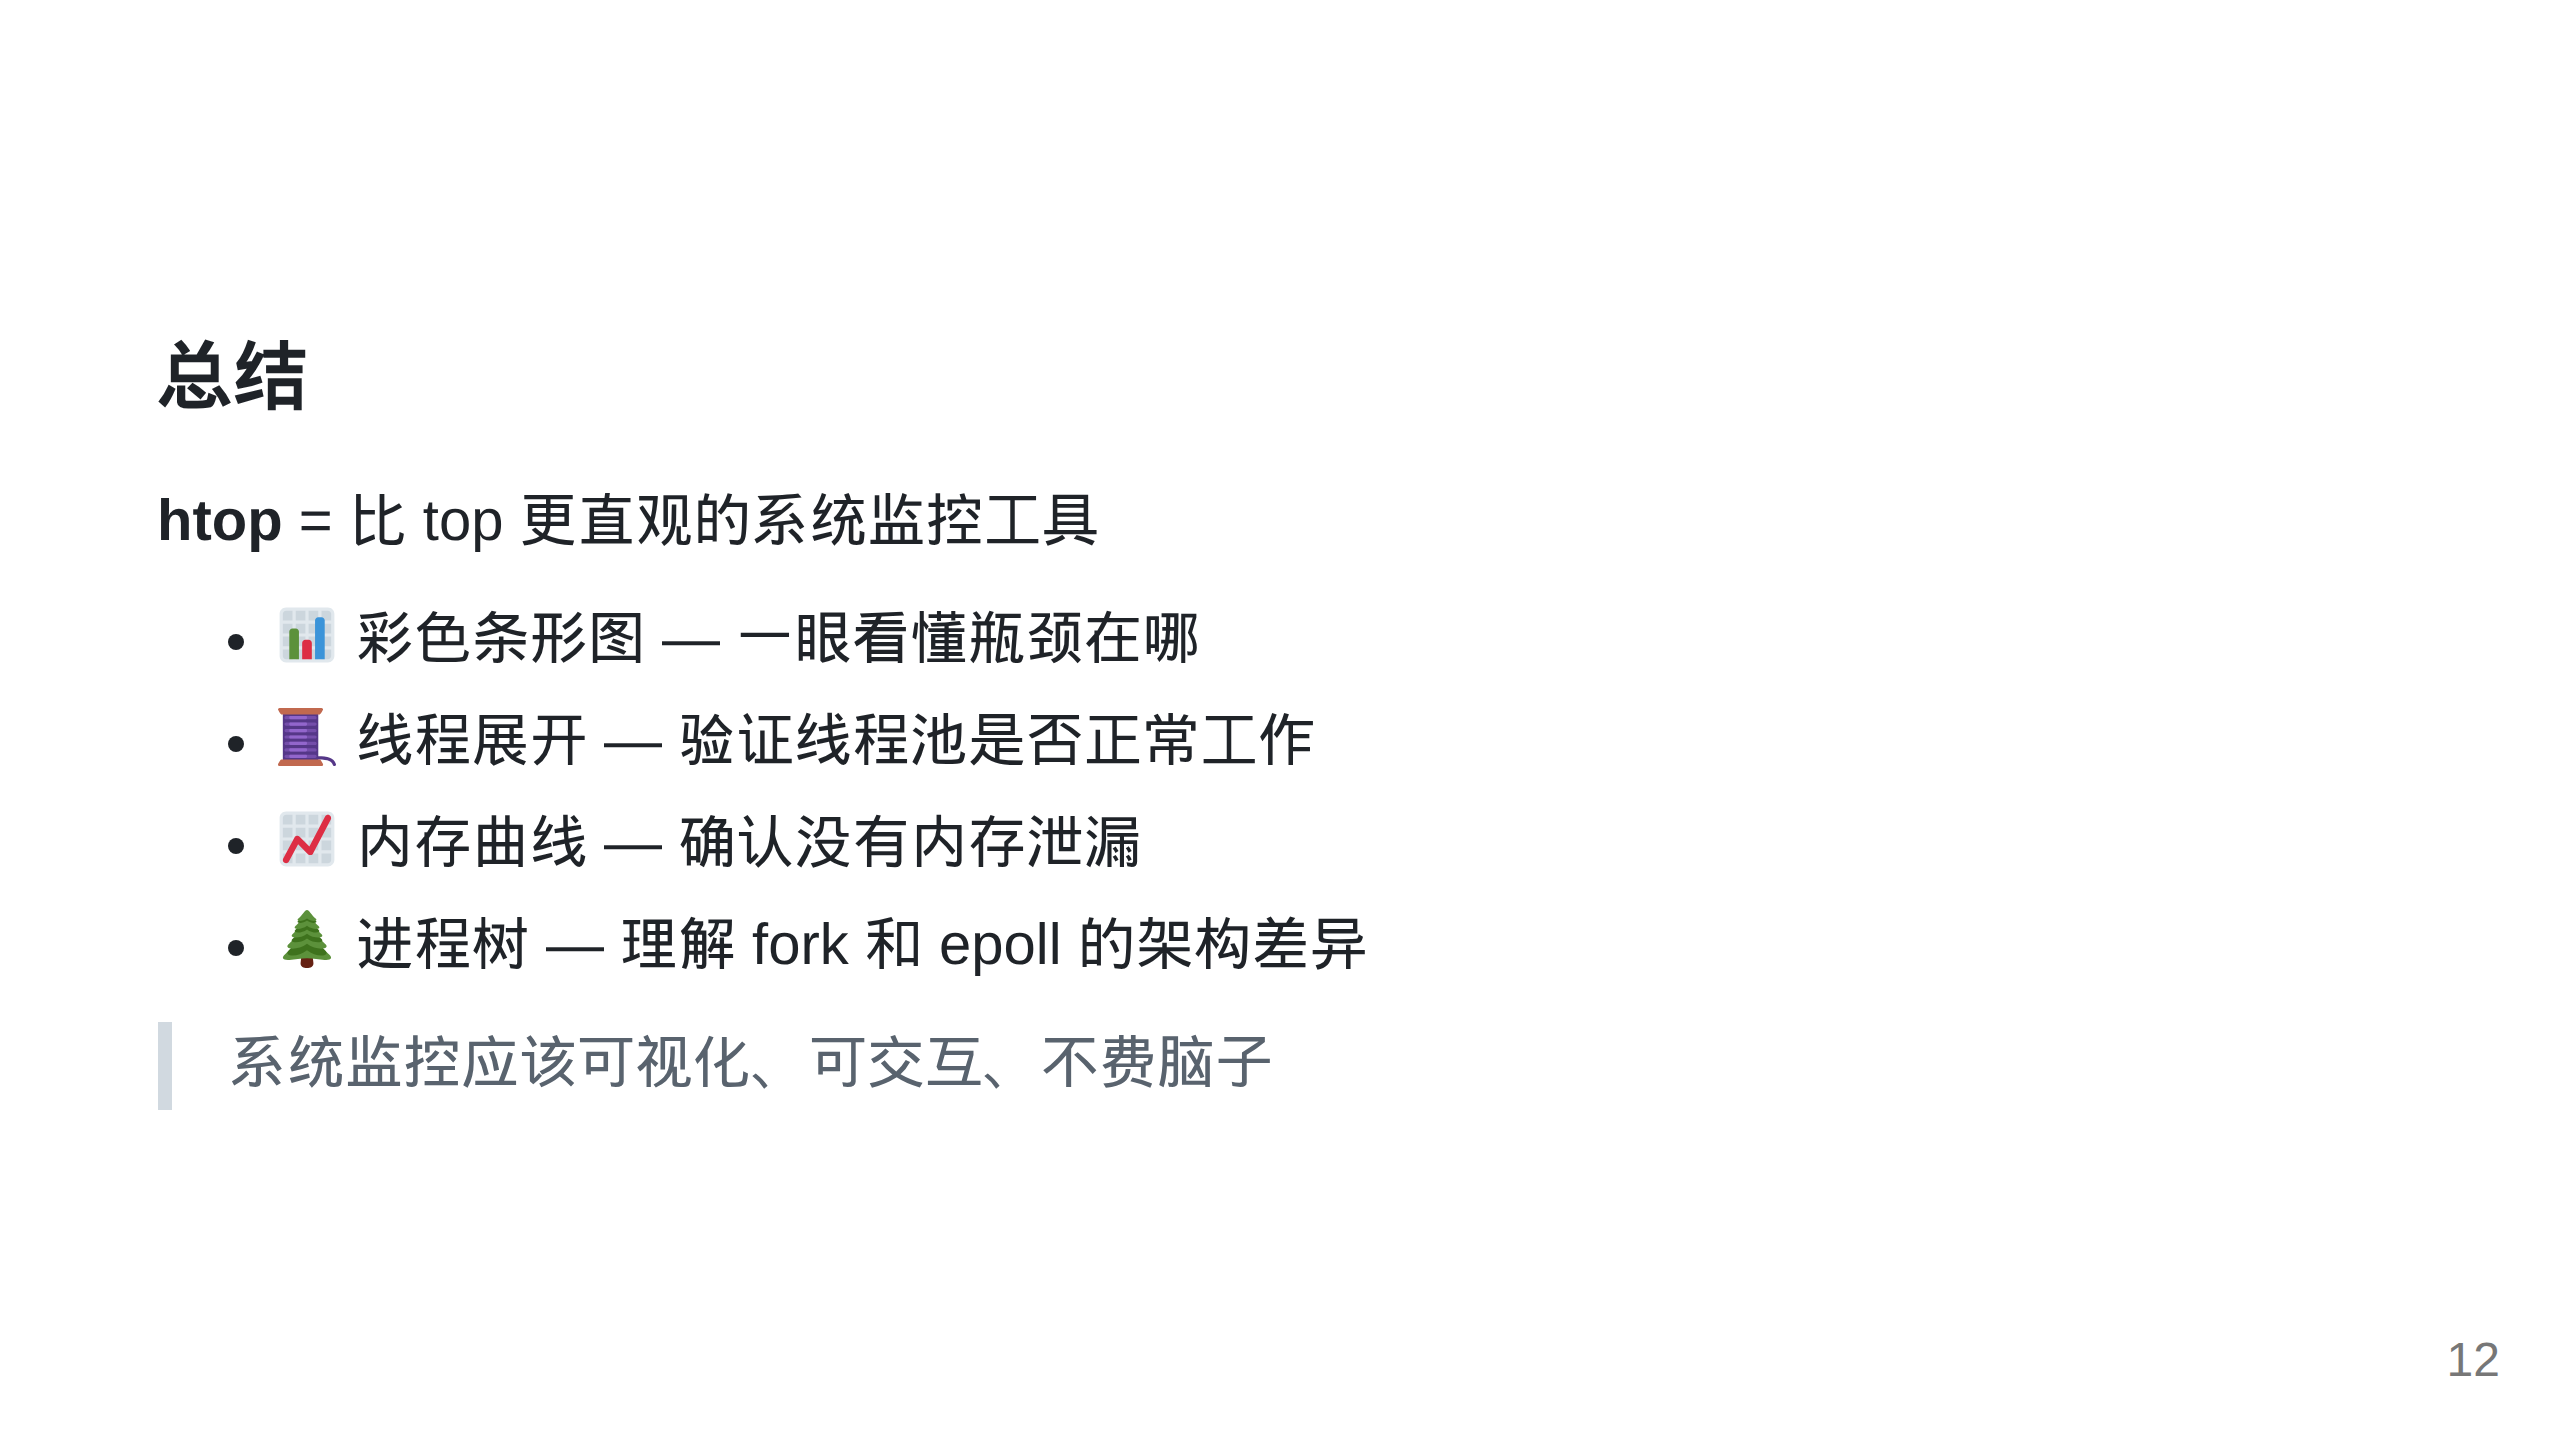 总结
htop = 比 top 更直观的系统监控工具
• 📊 彩色条形图 — 一眼看懂瓶颈在哪
• 🧵 线程展开 — 验证线程池是否正常工作
• 📈 内存曲线 — 确认没有内存泄漏
• 🌲 进程树 — 理解 fork 和 epoll 的架构差异
系统监控应该可视化、可交互、不费脑子
12